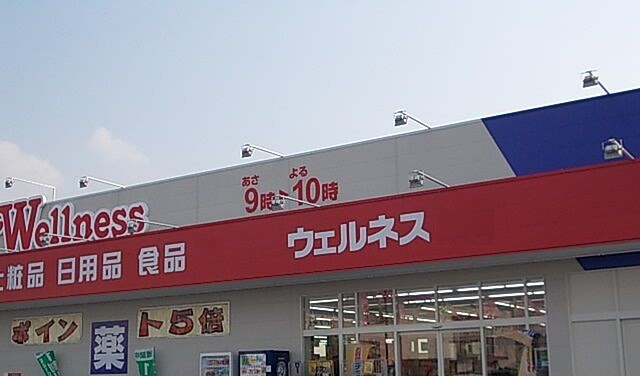 Wellness
あさ よる
9時▶10時
粧品 日用品 食品
ウェルネス
ポイント5倍
薬